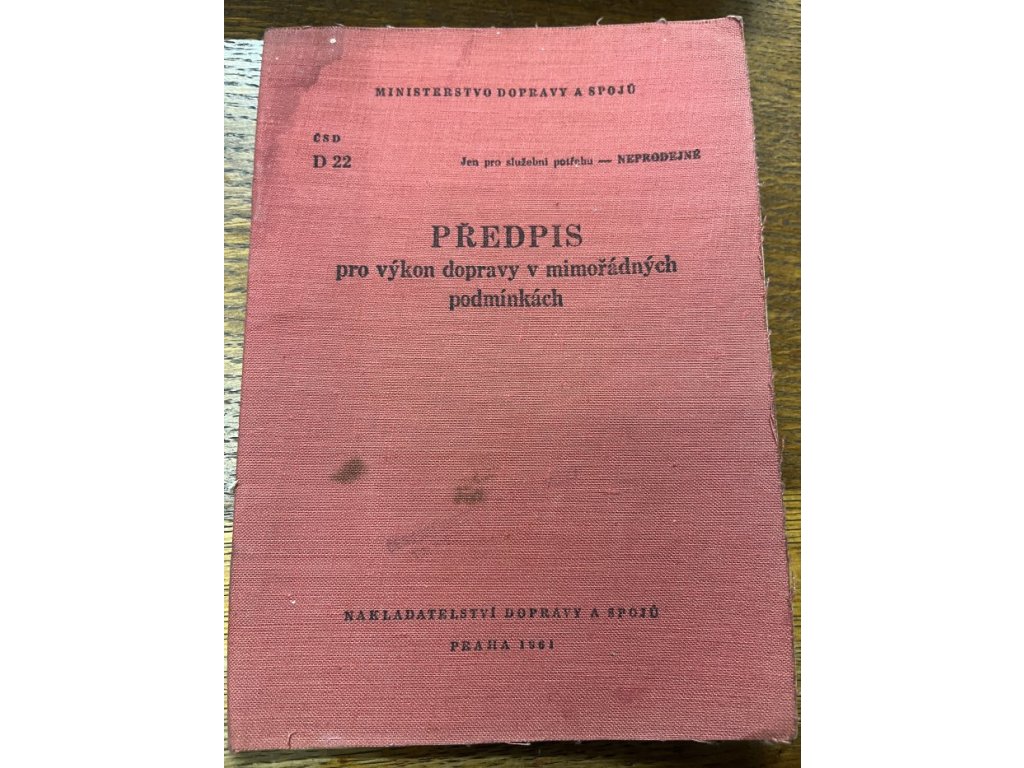 MINISTERSTVO DOPRAVY A SPOJŮ
ČSD
D 22
Jen pro služební potřebu — NEPRODEJNÉ
PŘEDPIS
pro výkon dopravy v mimořádných
podmínkách
NAKLADATELSTVÍ DOPRAVY A SPOJŮ
PRAHA 1961